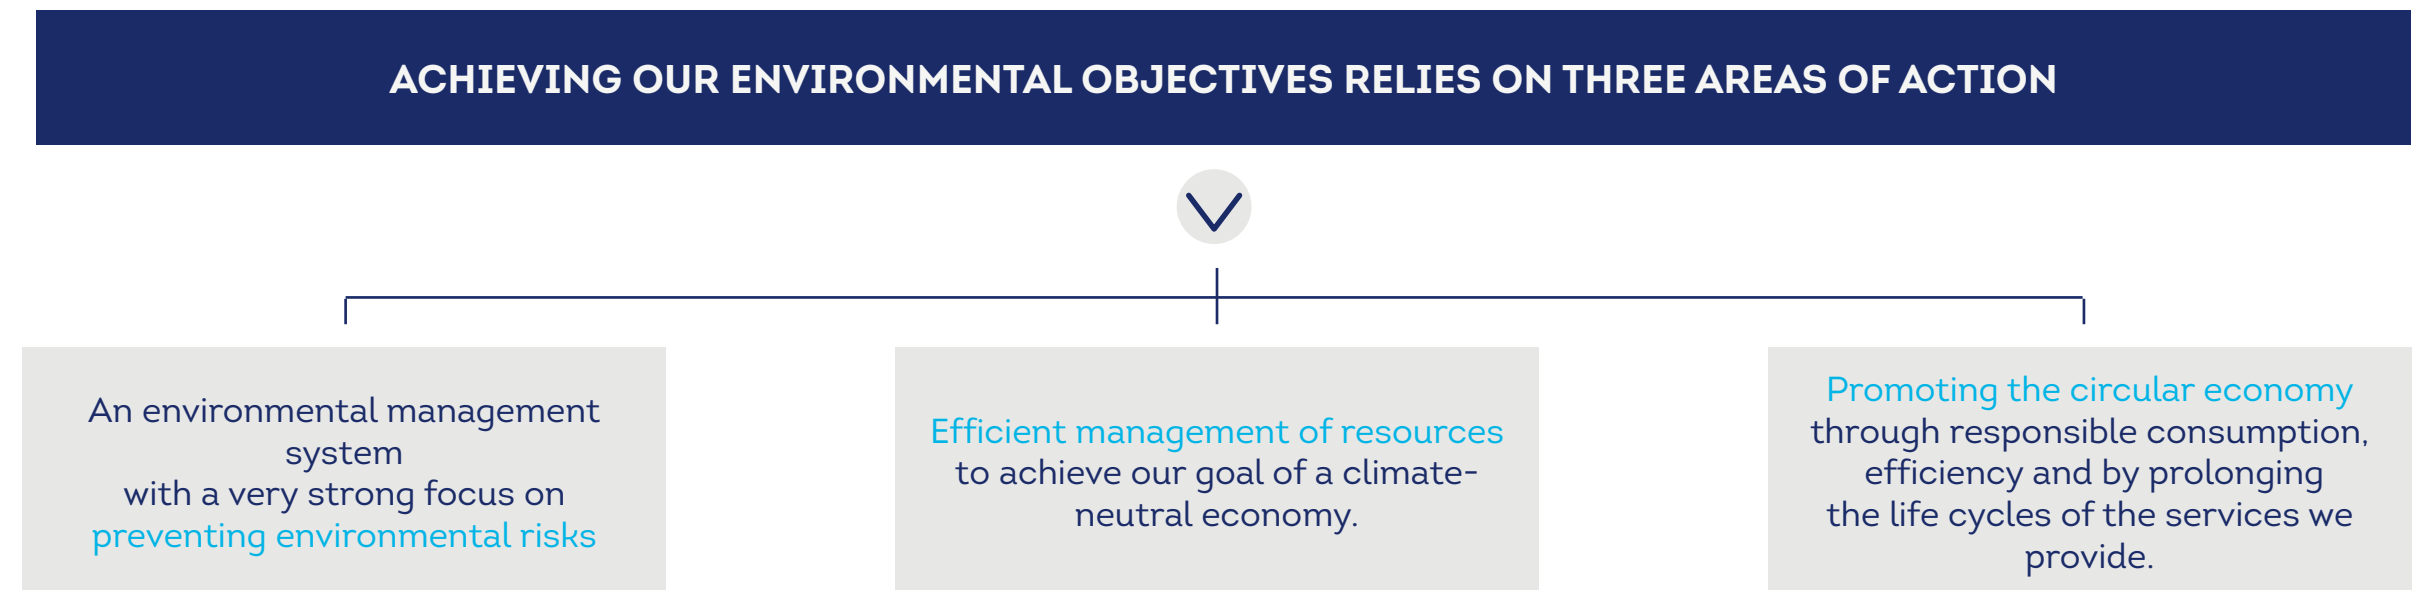 ACHIEVING OUR ENVIRONMENTAL OBJECTIVES RELIES ON THREE AREAS OF ACTION
An environmental management
system
with a very strong focus on
preventing environmental risks
Efficient management of resources
to achieve our goal of a climate-
neutral economy.
Promoting the circular economy
through responsible consumption,
efficiency and by prolonging
the life cycles of the services we
provide.